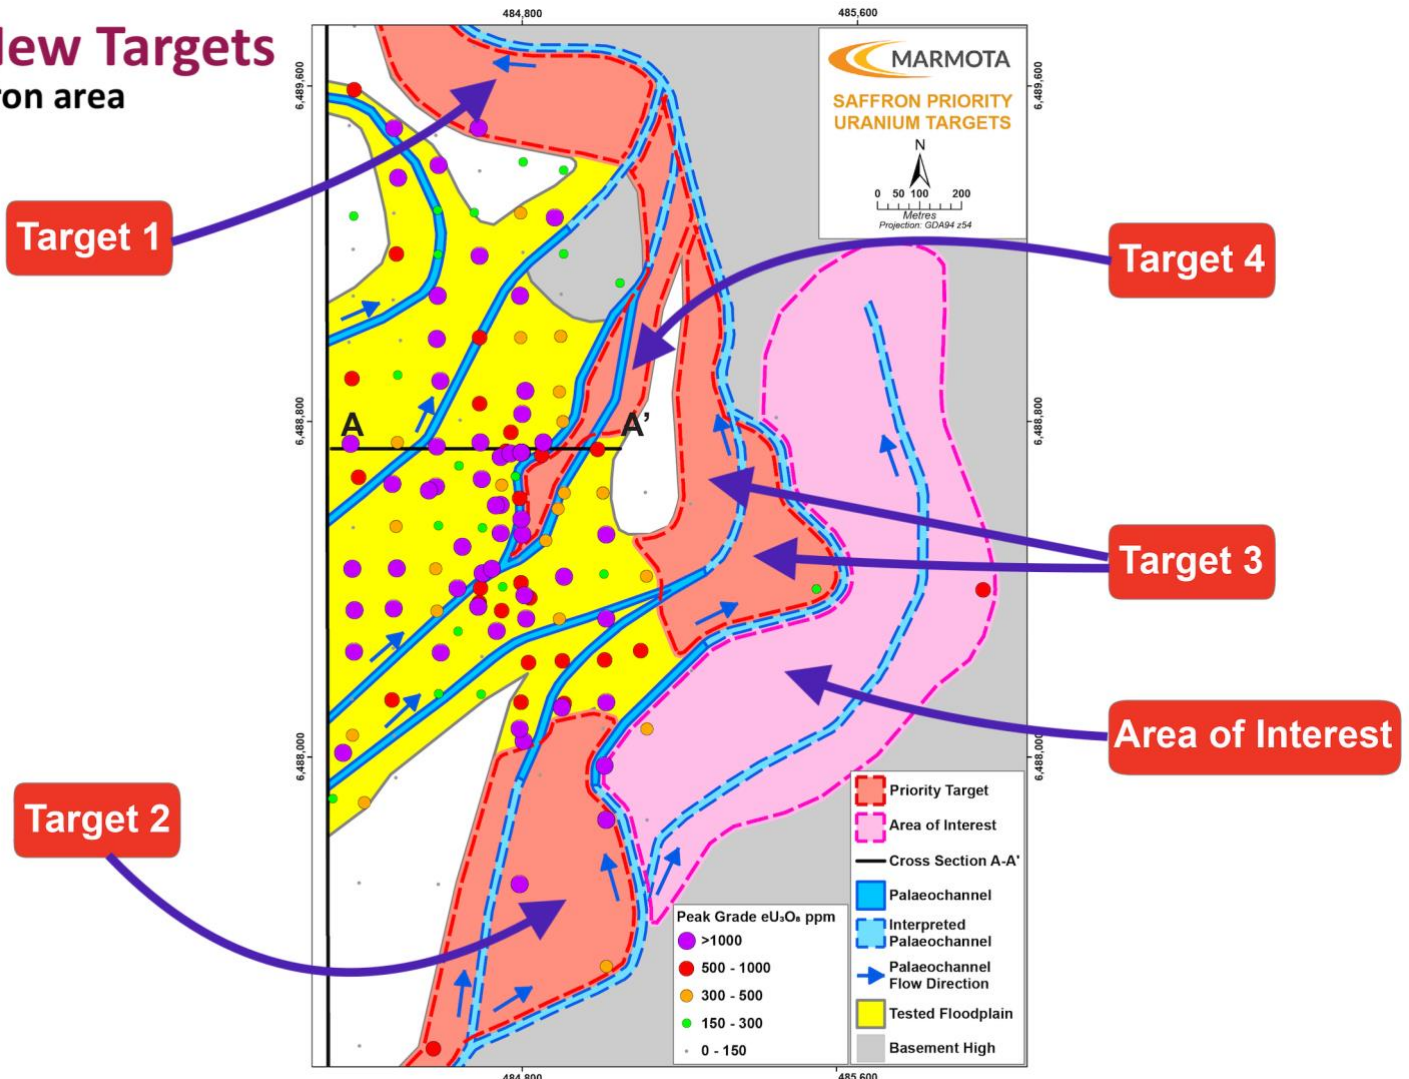 New Targets
ron area
484,800
485,600
6,489,600
6,489,600
MARMOTA
SAFFRON PRIORITY
URANIUM TARGETS
N
0 50 100 200
Metres
Projection: GDA94 z54
Target 1
Target 4
6,488,800
6,488,800
A
A’
Target 3
Area of Interest
6,488,000
6,488,000
Target 2
Priority Target
Area of Interest
Cross Section A-A'
Palaeochannel
Interpreted
Palaeochannel
Palaeochannel
Flow Direction
Tested Floodplain
Basement High
Peak Grade eU₃O₈ ppm
>1000
500 - 1000
300 - 500
150 - 300
0 - 150
484,800
485,600